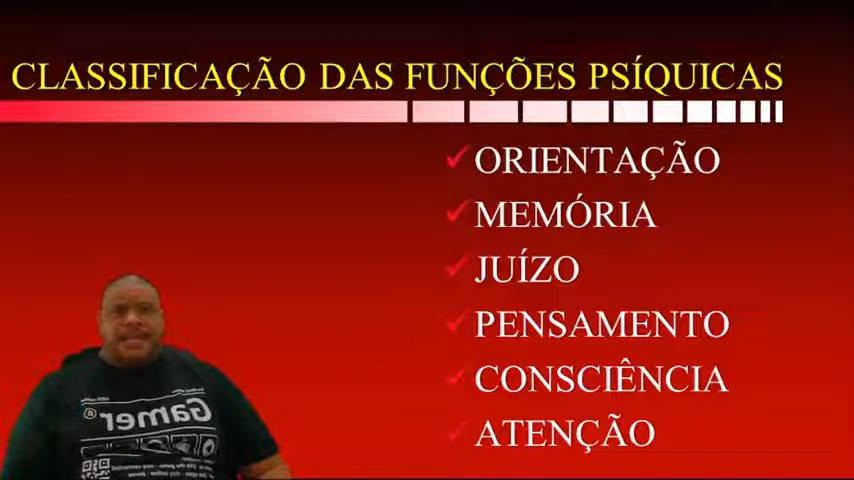 CLASSIFICAÇÃO DAS FUNÇÕES PSÍQUICAS
ORIENTAÇÃO
MEMÓRIA
JUÍZO
PENSAMENTO
CONSCIÊNCIA
ATENÇÃO
Gamer